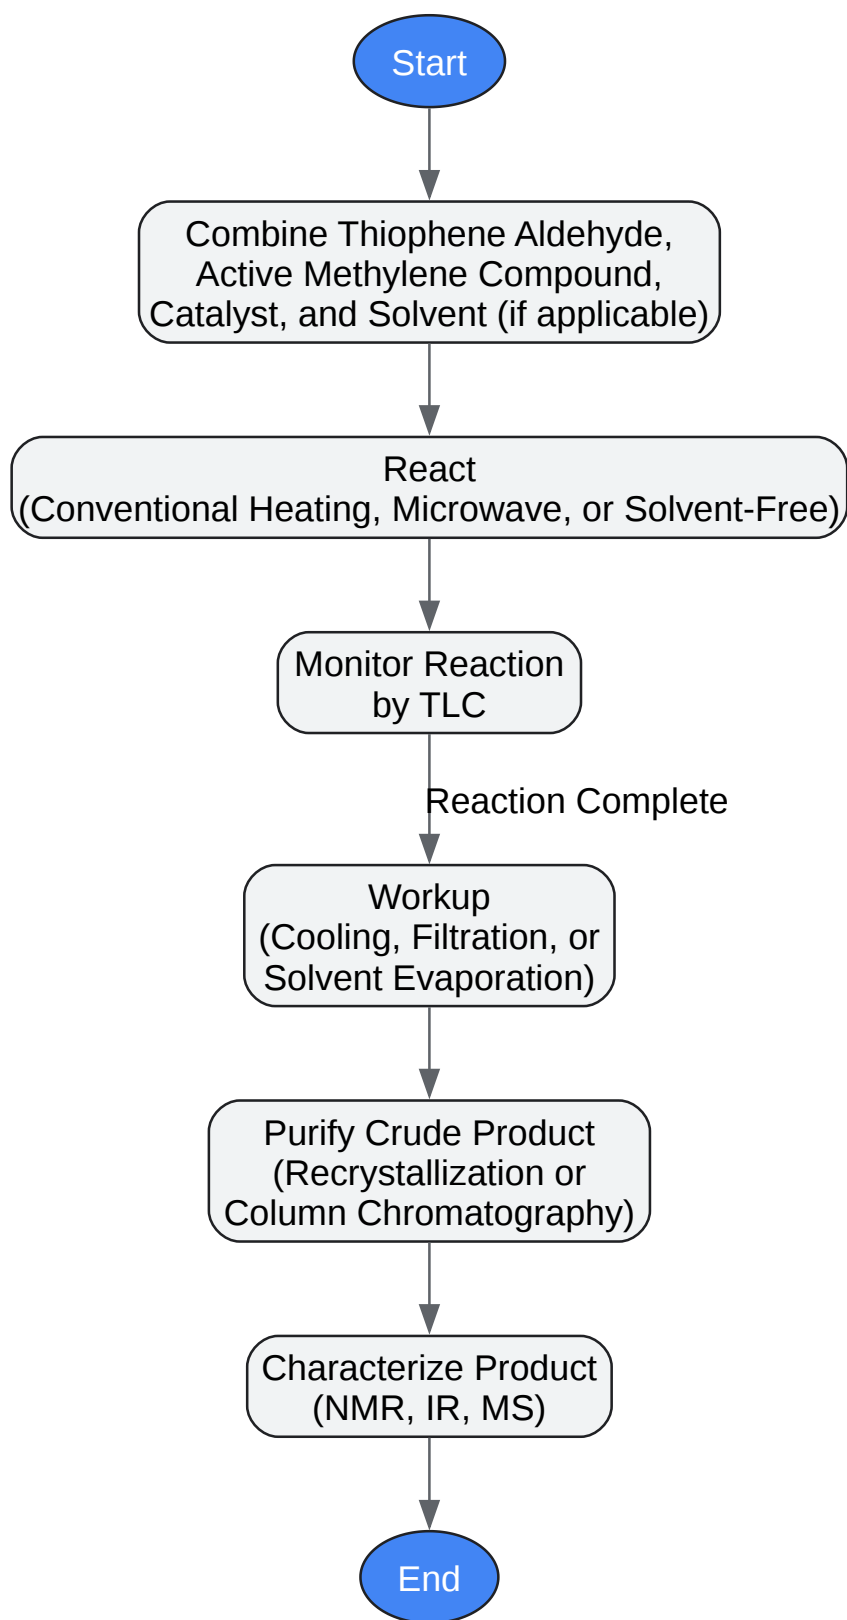 Start
Combine Thiophene Aldehyde,
Active Methylene Compound,
Catalyst, and Solvent (if applicable)
React
(Conventional Heating, Microwave, or Solvent-Free)
Monitor Reaction
by TLC
Reaction Complete
Workup
(Cooling, Filtration, or
Solvent Evaporation)
Purify Crude Product
(Recrystallization or
Column Chromatography)
Characterize Product
(NMR, IR, MS)
End